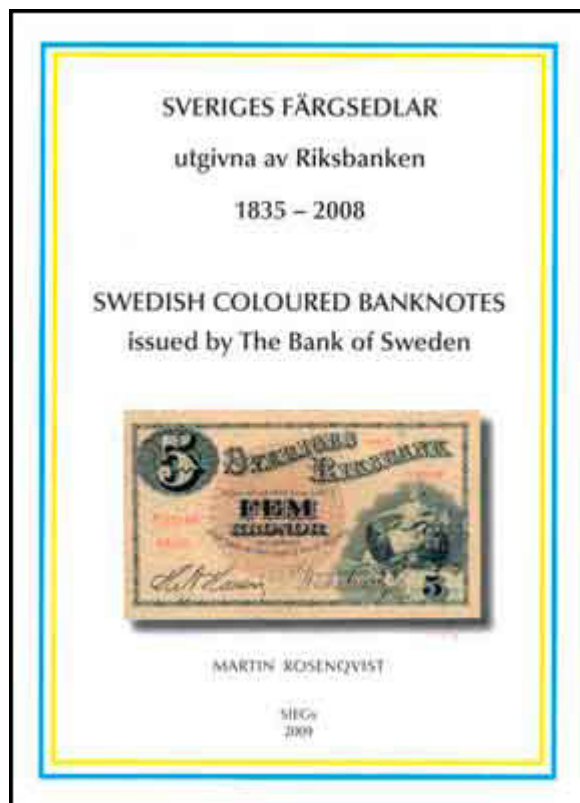 SVERIGES FÄRGSEDLAR
utgivna av Riksbanken
1835 – 2008
SWEDISH COLOURED BANKNOTES
issued by The Bank of Sweden
5 SVERIGES
RIKSBANK
FEM
KRONOR
5
MARTIN ROSENQVIST
2009